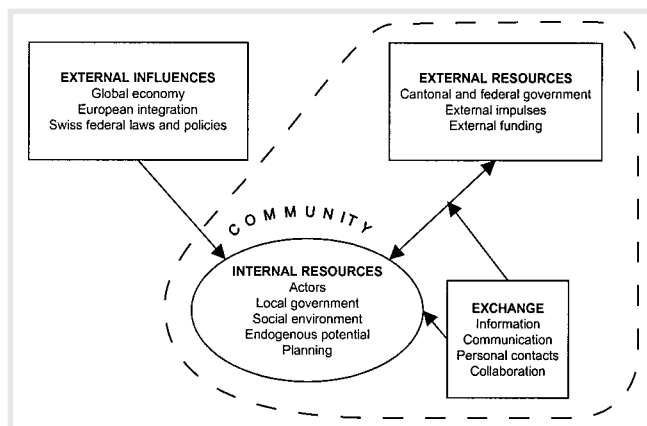 EXTERNAL INFLUENCES
Global economy
European integration
Swiss federal laws and policies
EXTERNAL RESOURCES
Cantonal and federal government
External impulses
External funding
COMMUNITY
INTERNAL RESOURCES
Actors
Local government
Social environment
Endogenous potential
Planning
EXCHANGE
Information
Communication
Personal contacts
Collaboration